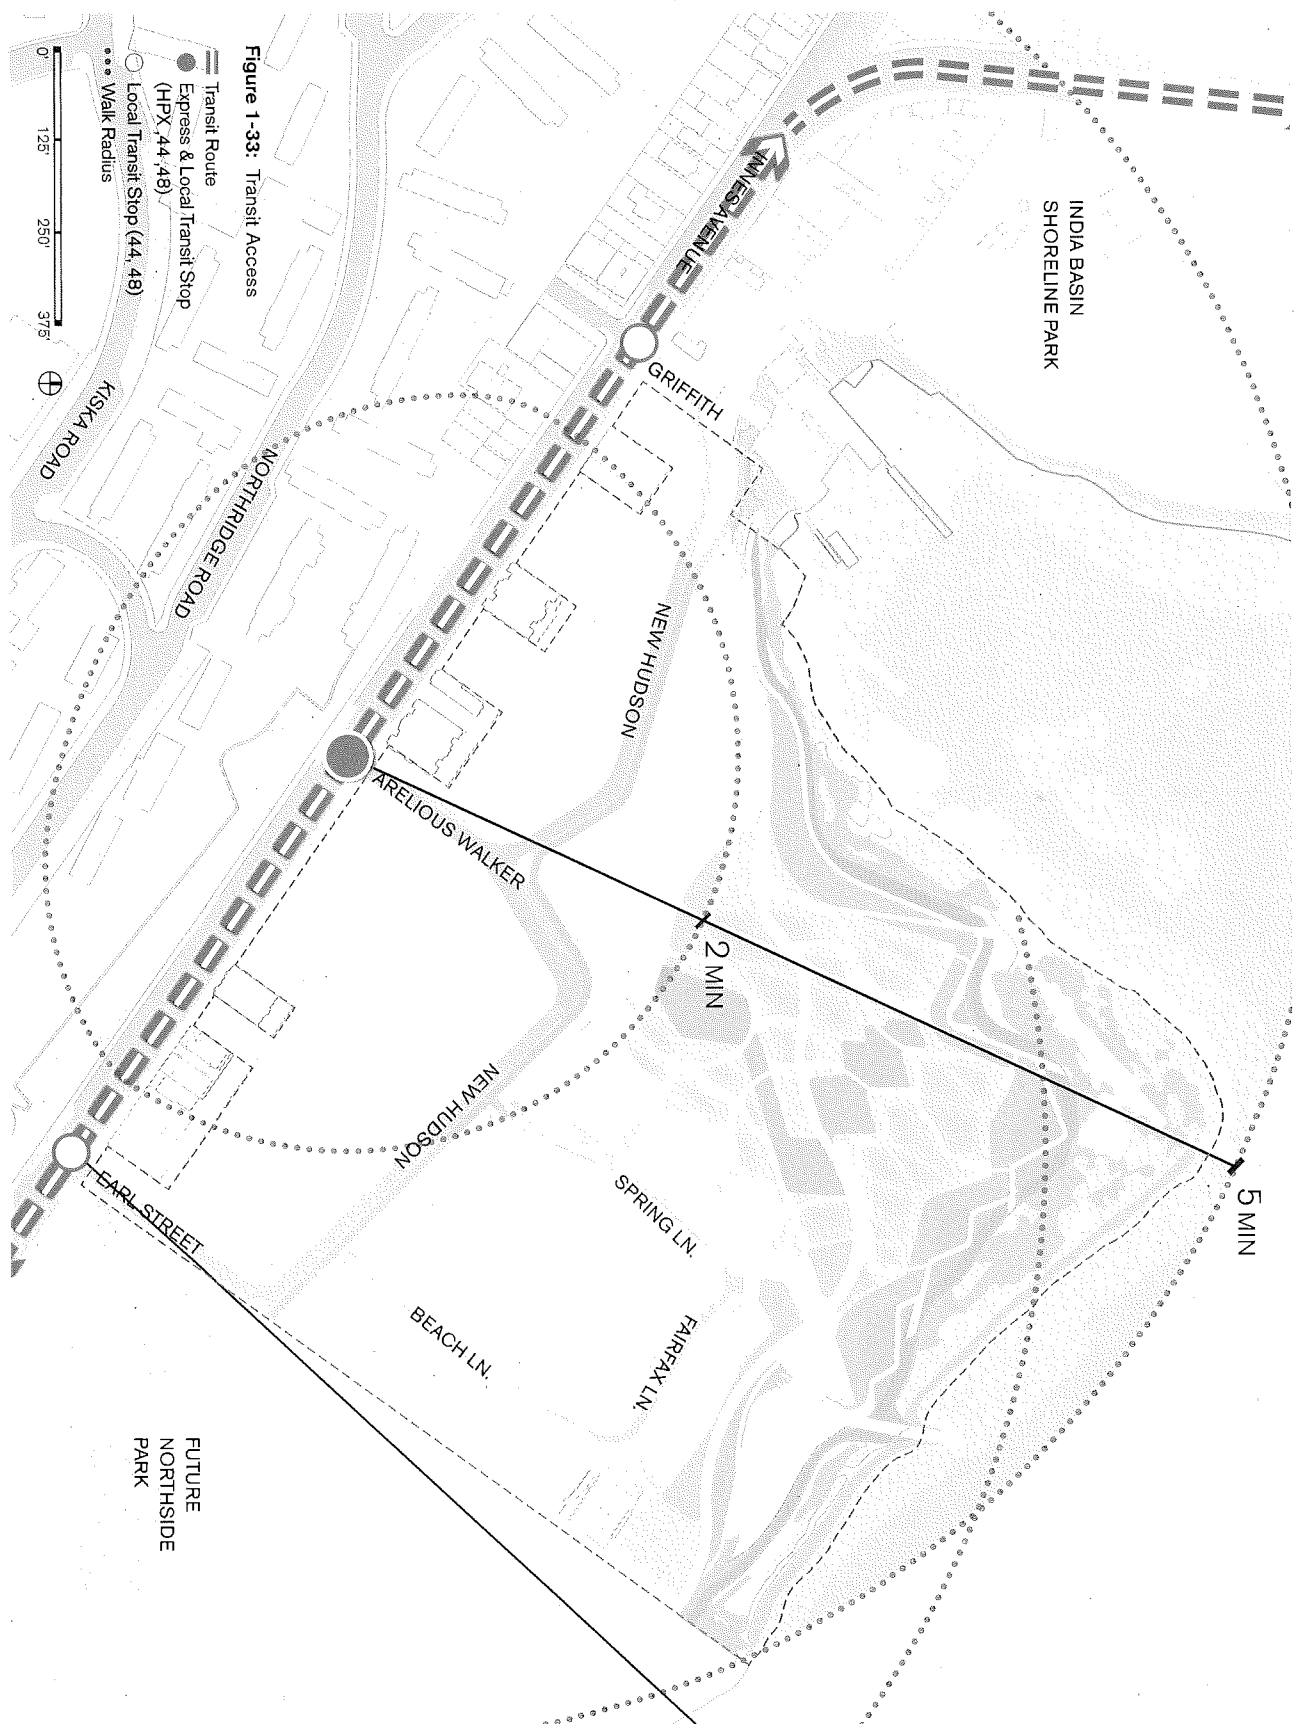 Figure 1-33: Transit Access
Transit Route
Express & Local Transit Stop
(HPX ,44 ,48)
Local Transit Stop (44, 48)
Walk Radius
0' 125' 250' 375'
INDIA BASIN
SHORELINE PARK
INNES AVENUE
GRIFFITH
KISKA ROAD
NORTHRIDGE ROAD
NEW HUDSON
ARELIOUS WALKER
2 MIN
5 MIN
NEW HUDSON
SPRING LN.
EARL STREET
BEACH LN.
FAIRFAX LN.
FUTURE
NORTHSIDE
PARK